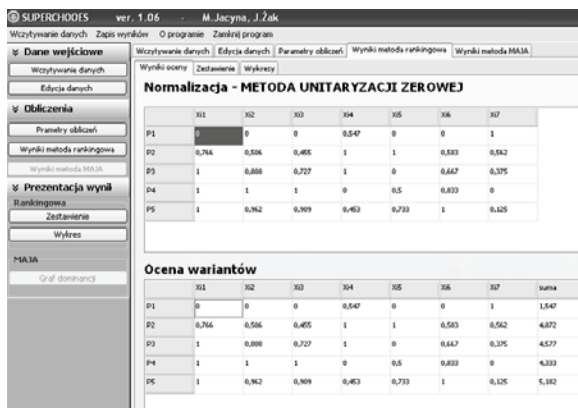 SUPERCHOOES ver. 1.06 - M.Jacyna, J.Żak
Wczytywanie danych Zapis wyników O programie Zamknij program
Dane wejściowe
Wczytywanie danych
Edycja danych
Obliczenia
Prametry obliczeń
Wyniki metoda rankingowa
Wyniki metoda MAJA
Prezentacja wynik
Rankingowa
Zestawienie
Wykres
MAJA
Graf dominancji
Wczytywanie danych Edycja danych Parametry obliczeń Wyniki metoda rankingowa Wyniki metoda MAJA
Wyniki oceny Zestawienie Wykresy
Normalizacja - METODA UNITARYZACJI ZEROWEJ
Xi1 Xi2 Xi3 Xi4 Xi5 Xi6 Xi7
P1 0 0 0 0,547 0 0 1
P2 0,766 0,506 0,455 1 1 0,583 0,562
P3 1 0,808 0,727 1 0 0,667 0,375
P4 1 1 1 0 0,5 0,833 0
P5 1 0,962 0,909 0,453 0,733 1 0,125
Ocena wariantów
Xi1 Xi2 Xi3 Xi4 Xi5 Xi6 Xi7 suma
P1 0 0 0 0,547 0 0 1 1,547
P2 0,766 0,506 0,455 1 1 0,583 0,562 4,872
P3 1 0,808 0,727 1 0 0,667 0,375 4,577
P4 1 1 1 0 0,5 0,833 0 4,333
P5 1 0,962 0,909 0,453 0,733 1 0,125 5,182